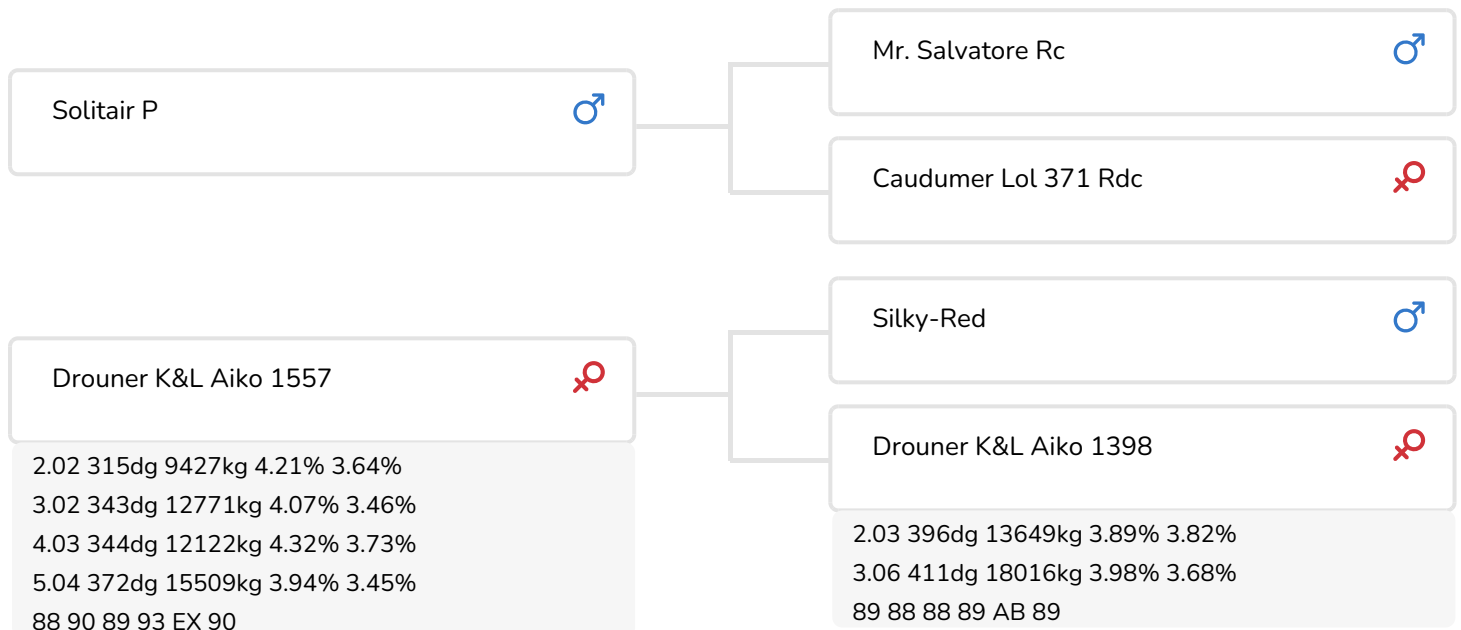 Solitair P
Mr. Salvatore Rc
Caudumer Lol 371 Rdc
Drouner K&L Aiko 1557
2.02 315dg 9427kg 4.21% 3.64%
3.02 343dg 12771kg 4.07% 3.46%
4.03 344dg 12122kg 4.32% 3.73%
5.04 372dg 15509kg 3.94% 3.45%
88 90 89 93 EX 90
Silky-Red
Drouner K&L Aiko 1398
2.03 396dg 13649kg 3.89% 3.82%
3.06 411dg 18016kg 3.98% 3.68%
89 88 88 89 AB 89